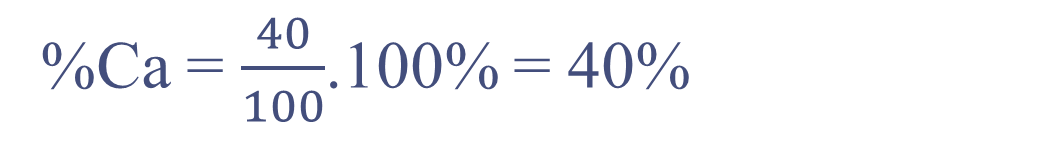 %Ca = 40/100 .100% = 40%